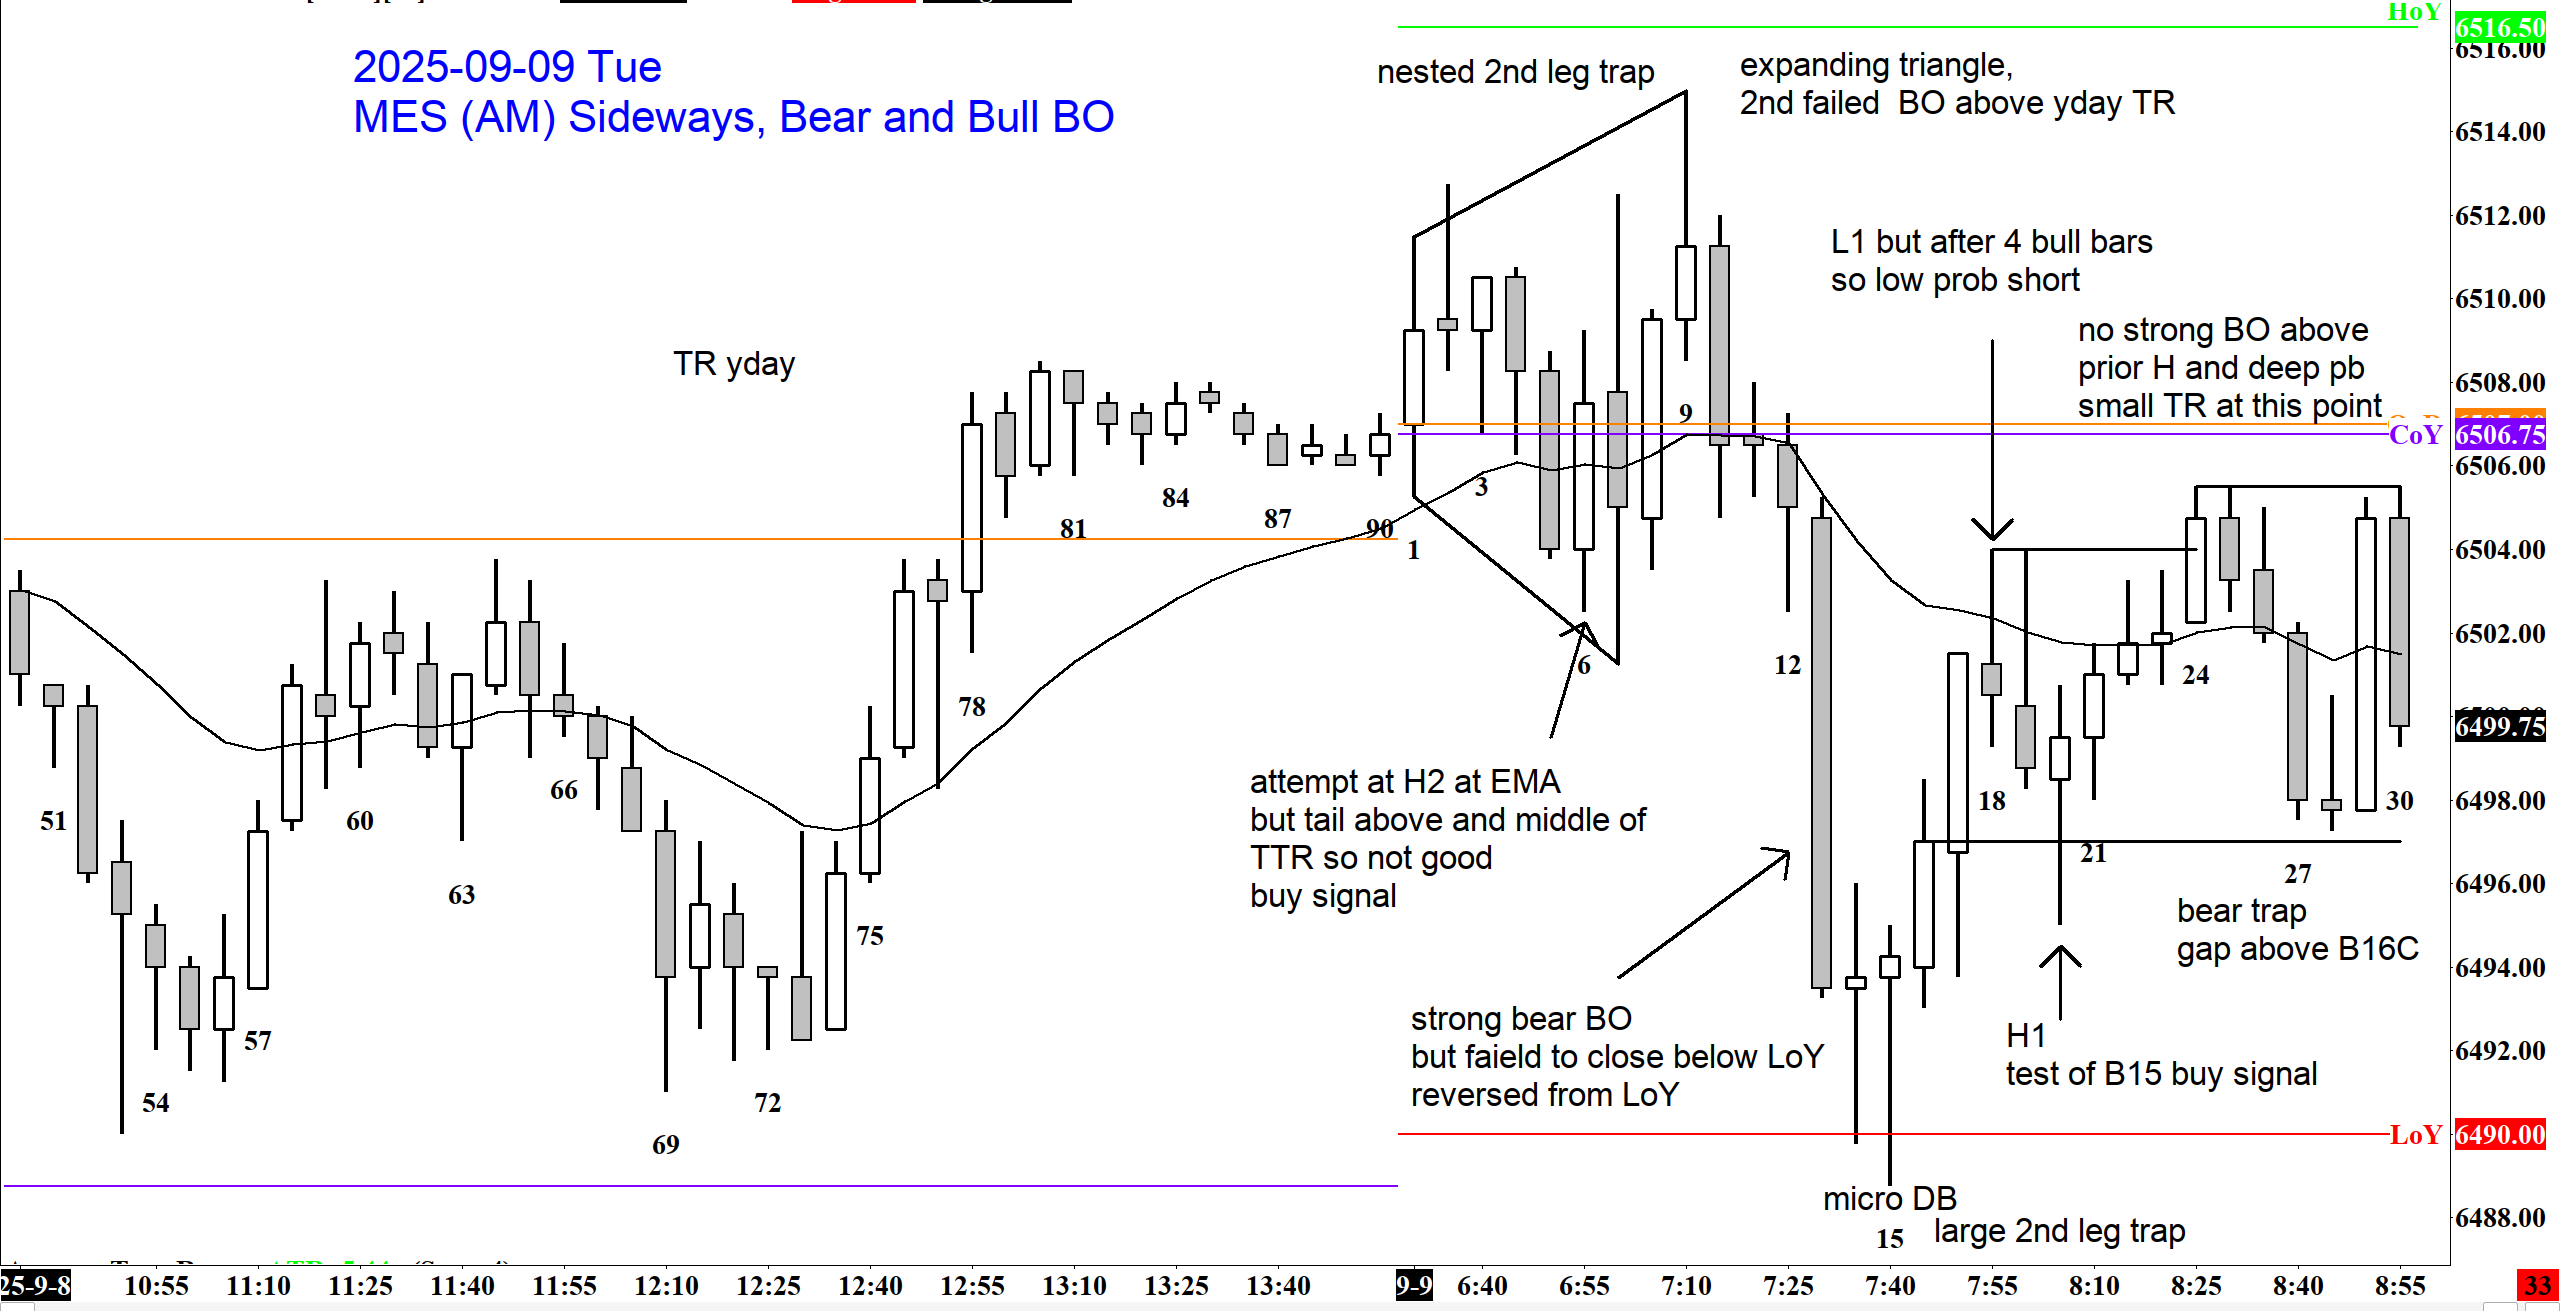 HoY
6516.50
6516.00
2025-09-09 Tue
MES (AM) Sideways, Bear and Bull BO
nested 2nd leg trap
expanding triangle,
2nd failed  BO above yday TR
6514.00
6512.00
L1 but after 4 bull bars
so low prob short
6510.00
no strong BO above
prior H and deep pb
small TR at this point
TR yday
6508.00
CoY
6506.75
6506.00
6504.00
6502.00
6499.75
6498.00
6496.00
6494.00
6492.00
LoY
6490.00
6488.00
51
54
57
60
63
66
69
72
75
78
81
84
87
90
1
3
6
9
12
15
18
21
24
27
30
attempt at H2 at EMA
but tail above and middle of
TTR so not good
buy signal
strong bear BO
but faield to close below LoY
reversed from LoY
bear trap
gap above B16C
H1
test of B15 buy signal
micro DB
large 2nd leg trap
25-9-8
10:55
11:10
11:25
11:40
11:55
12:10
12:25
12:40
12:55
13:10
13:25
13:40
9-9
6:40
6:55
7:10
7:25
7:40
7:55
8:10
8:25
8:40
8:55
33